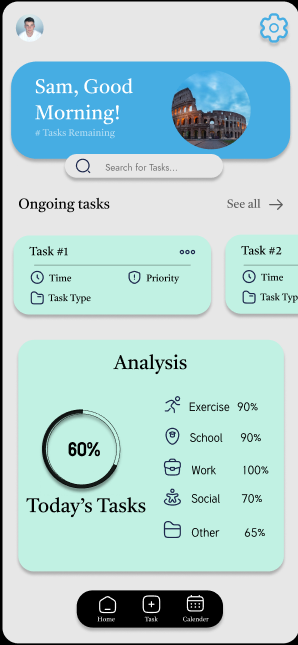 Sam, Good
Morning!
# Tasks Remaining
Search for Tasks...
Ongoing tasks
See all
Task #1
Time
Priority
Task Type
Task #2
Time
Task Typ
Analysis
60%
Today's Tasks
Exercise 90%
School 90%
Work 100%
Social 70%
Other 65%
Home
Task
Calender